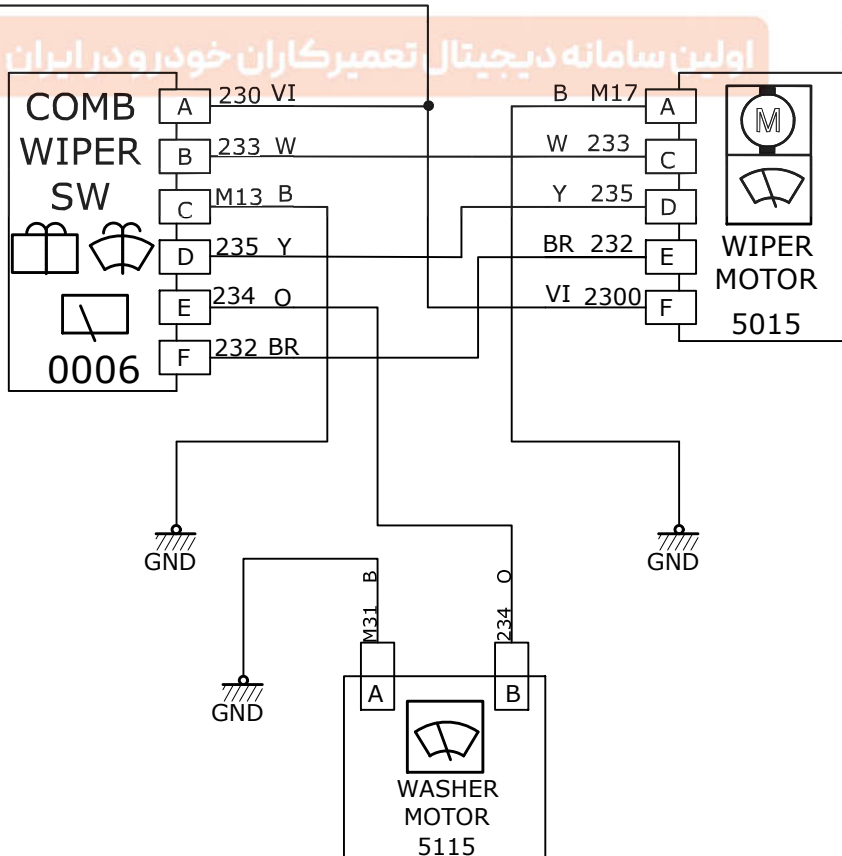 اولین سامانه دیجیتال تعمیرکاران خودرو در ایران
COMB
WIPER
SW
0006
A
230 VI
B
233 W
C
M13 B
D
235 Y
E
234 O
F
232 BR
B M17
A
W 233
C
Y 235
D
BR 232
E
VI 2300
F
M
WIPER
MOTOR
5015
GND
GND
GND
M31 B
234 O
A
B
WASHER
MOTOR
5115